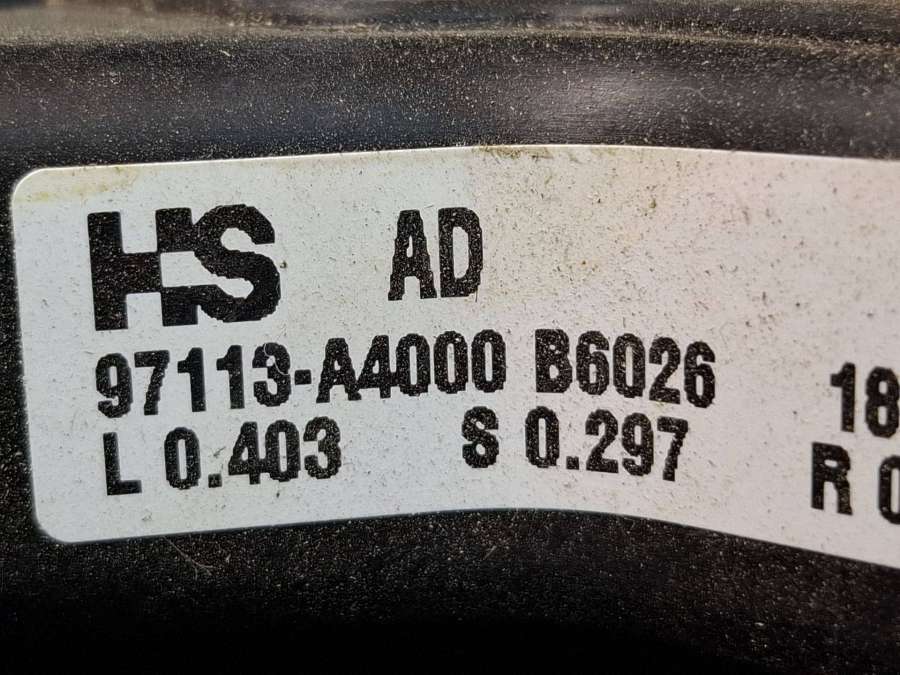 HS AD
97113-A4000 B6026 18
L 0.403 S 0.297 R 0